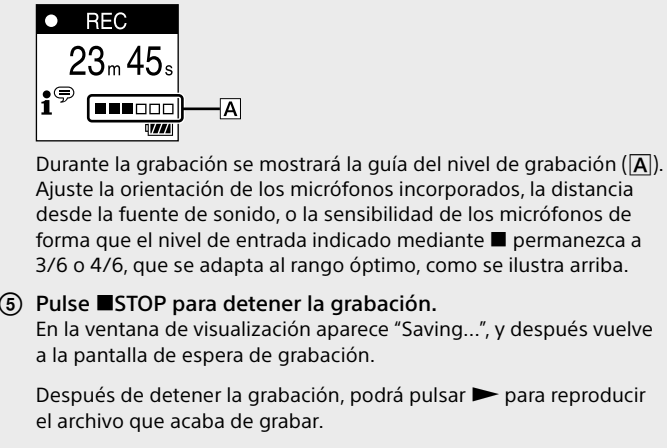 ● REC
23m 45s
■■■□□□ A
Durante la grabación se mostrará la guía del nivel de grabación (A).
Ajuste la orientación de los micrófonos incorporados, la distancia
desde la fuente de sonido, o la sensibilidad de los micrófonos de
forma que el nivel de entrada indicado mediante ■ permanezca a
3/6 o 4/6, que se adapta al rango óptimo, como se ilustra arriba.
⑤ Pulse ■STOP para detener la grabación.
En la ventana de visualización aparece “Saving...”, y después vuelve
a la pantalla de espera de grabación.
Después de detener la grabación, podrá pulsar ► para reproducir
el archivo que acaba de grabar.